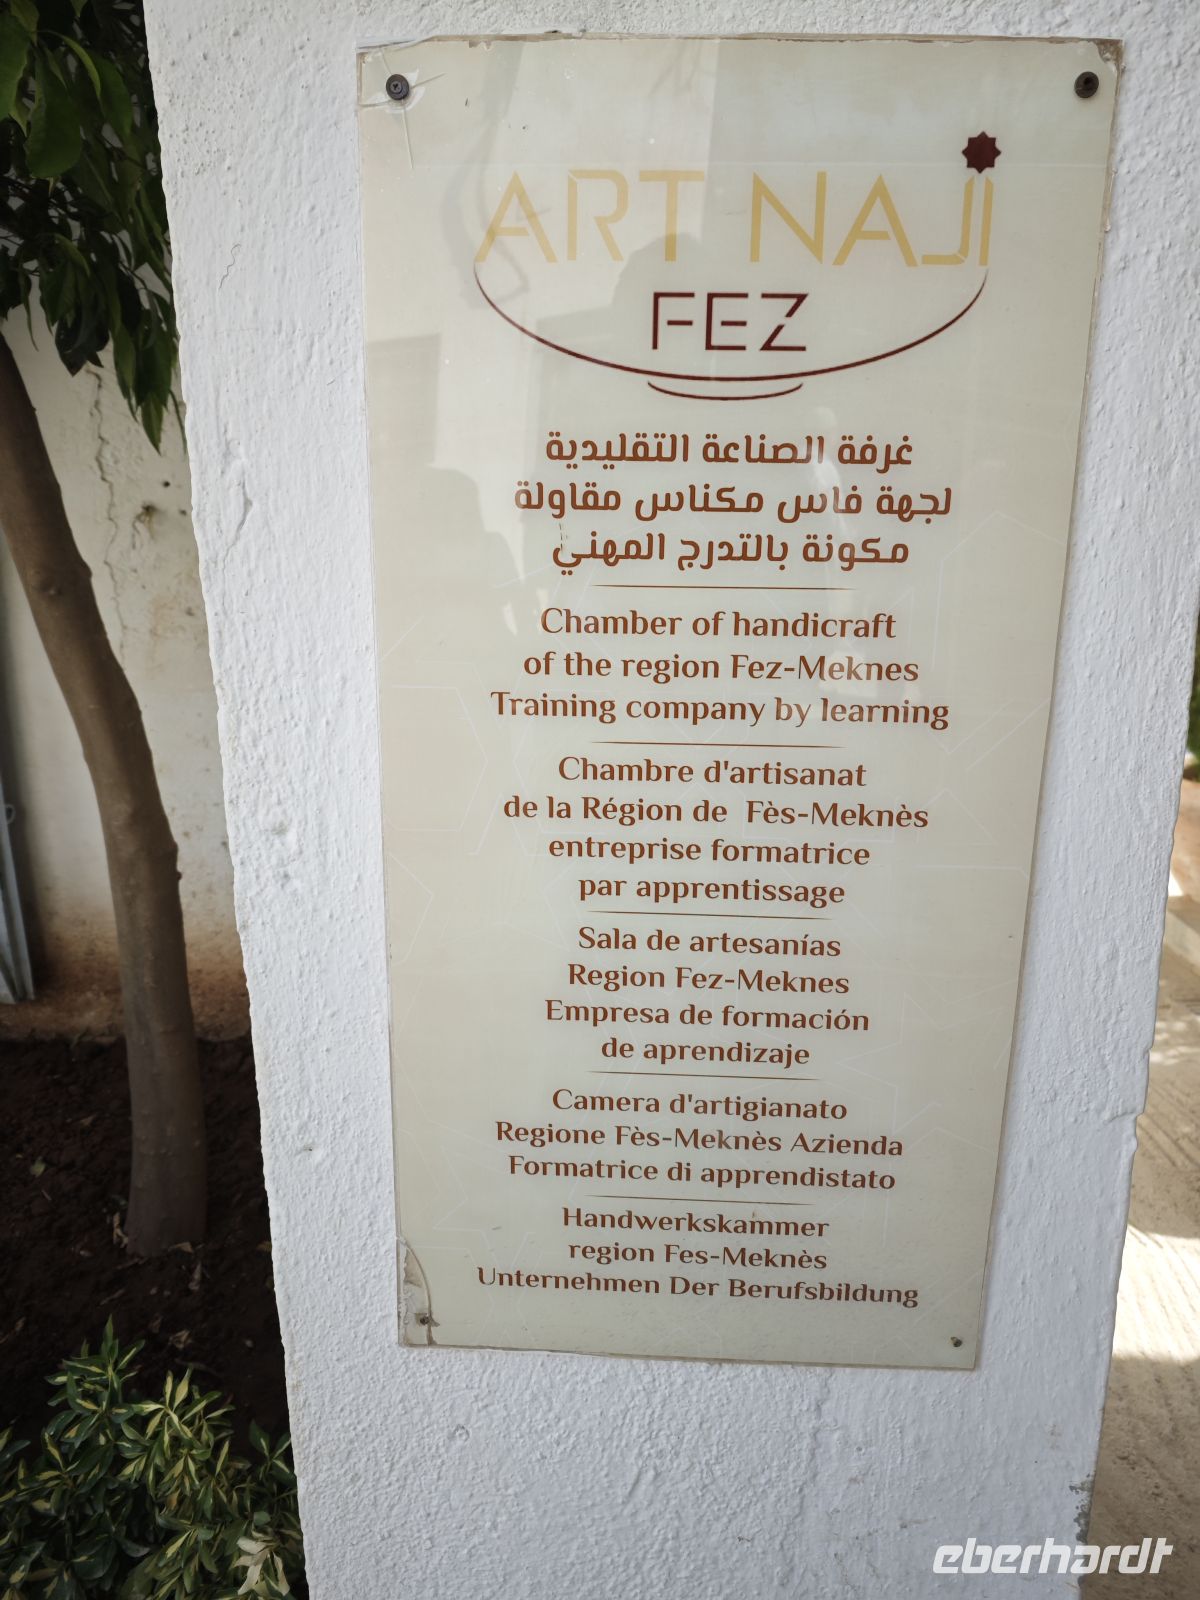 ART NAJI
FEZ
غرفة الصناعة التقليدية
لجهة فاس مكناس مقاولة
مكونة بالتدرج المهني
Chamber of handicraft
of the region Fez-Meknes
Training company by learning
Chambre d'artisanat
de la Région de Fès-Meknès
entreprise formatrice
par apprentissage
Sala de artesanías
Region Fez-Meknes
Empresa de formación
de aprendizaje
Camera d'artigianato
Regione Fès-Meknès Azienda
Formatrice di apprendistato
Handwerkskammer
region Fes-Meknès
Unternehmen Der Berufsbildung
eberhardt